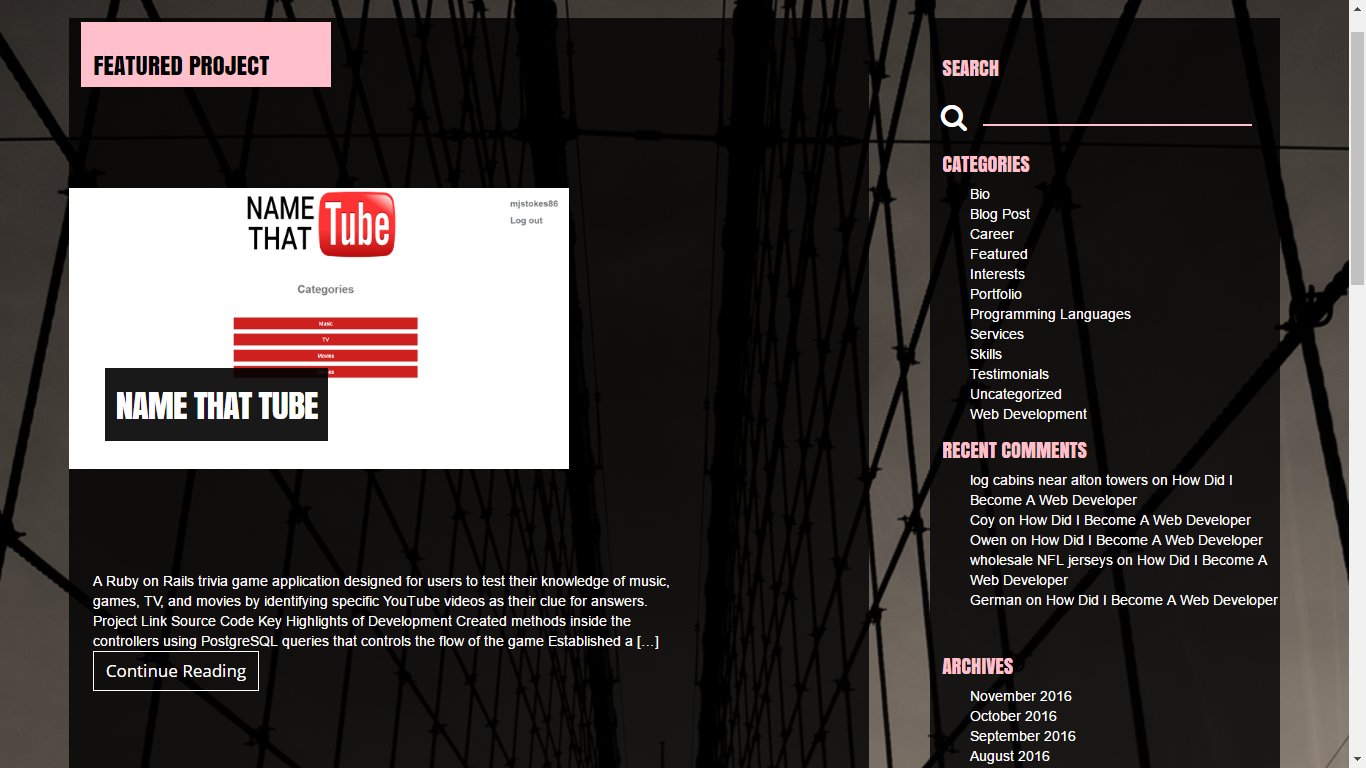 FEATURED PROJECT
NAME
THAT
Tube
mjstokes86
Log out
Categories
Music
TV
Movies
NAME THAT TUBE
A Ruby on Rails trivia game application designed for users to test their knowledge of music,
games, TV, and movies by identifying specific YouTube videos as their clue for answers.
Project Link Source Code Key Highlights of Development Created methods inside the
controllers using PostgreSQL queries that controls the flow of the game Established a […]
Continue Reading
SEARCH
CATEGORIES
Bio
Blog Post
Career
Featured
Interests
Portfolio
Programming Languages
Services
Skills
Testimonials
Uncategorized
Web Development
RECENT COMMENTS
log cabins near alton towers on How Did I
Become A Web Developer
Coy on How Did I Become A Web Developer
Owen on How Did I Become A Web Developer
wholesale NFL jerseys on How Did I Become A
Web Developer
German on How Did I Become A Web Developer
ARCHIVES
November 2016
October 2016
September 2016
August 2016